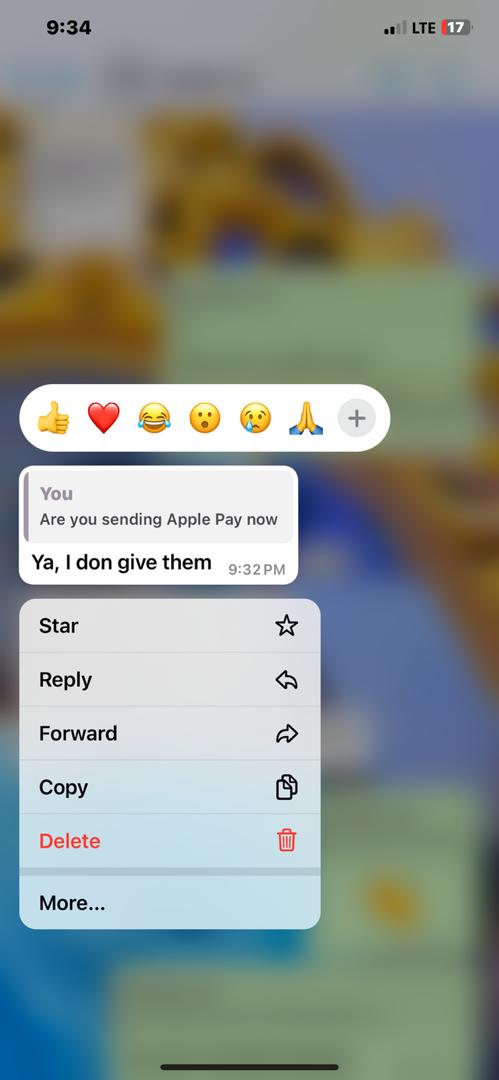 9:34
LTE 17
You
Are you sending Apple Pay now
Ya, I don give them
9:32 PM
Star
Reply
Forward
Copy
Delete
More...